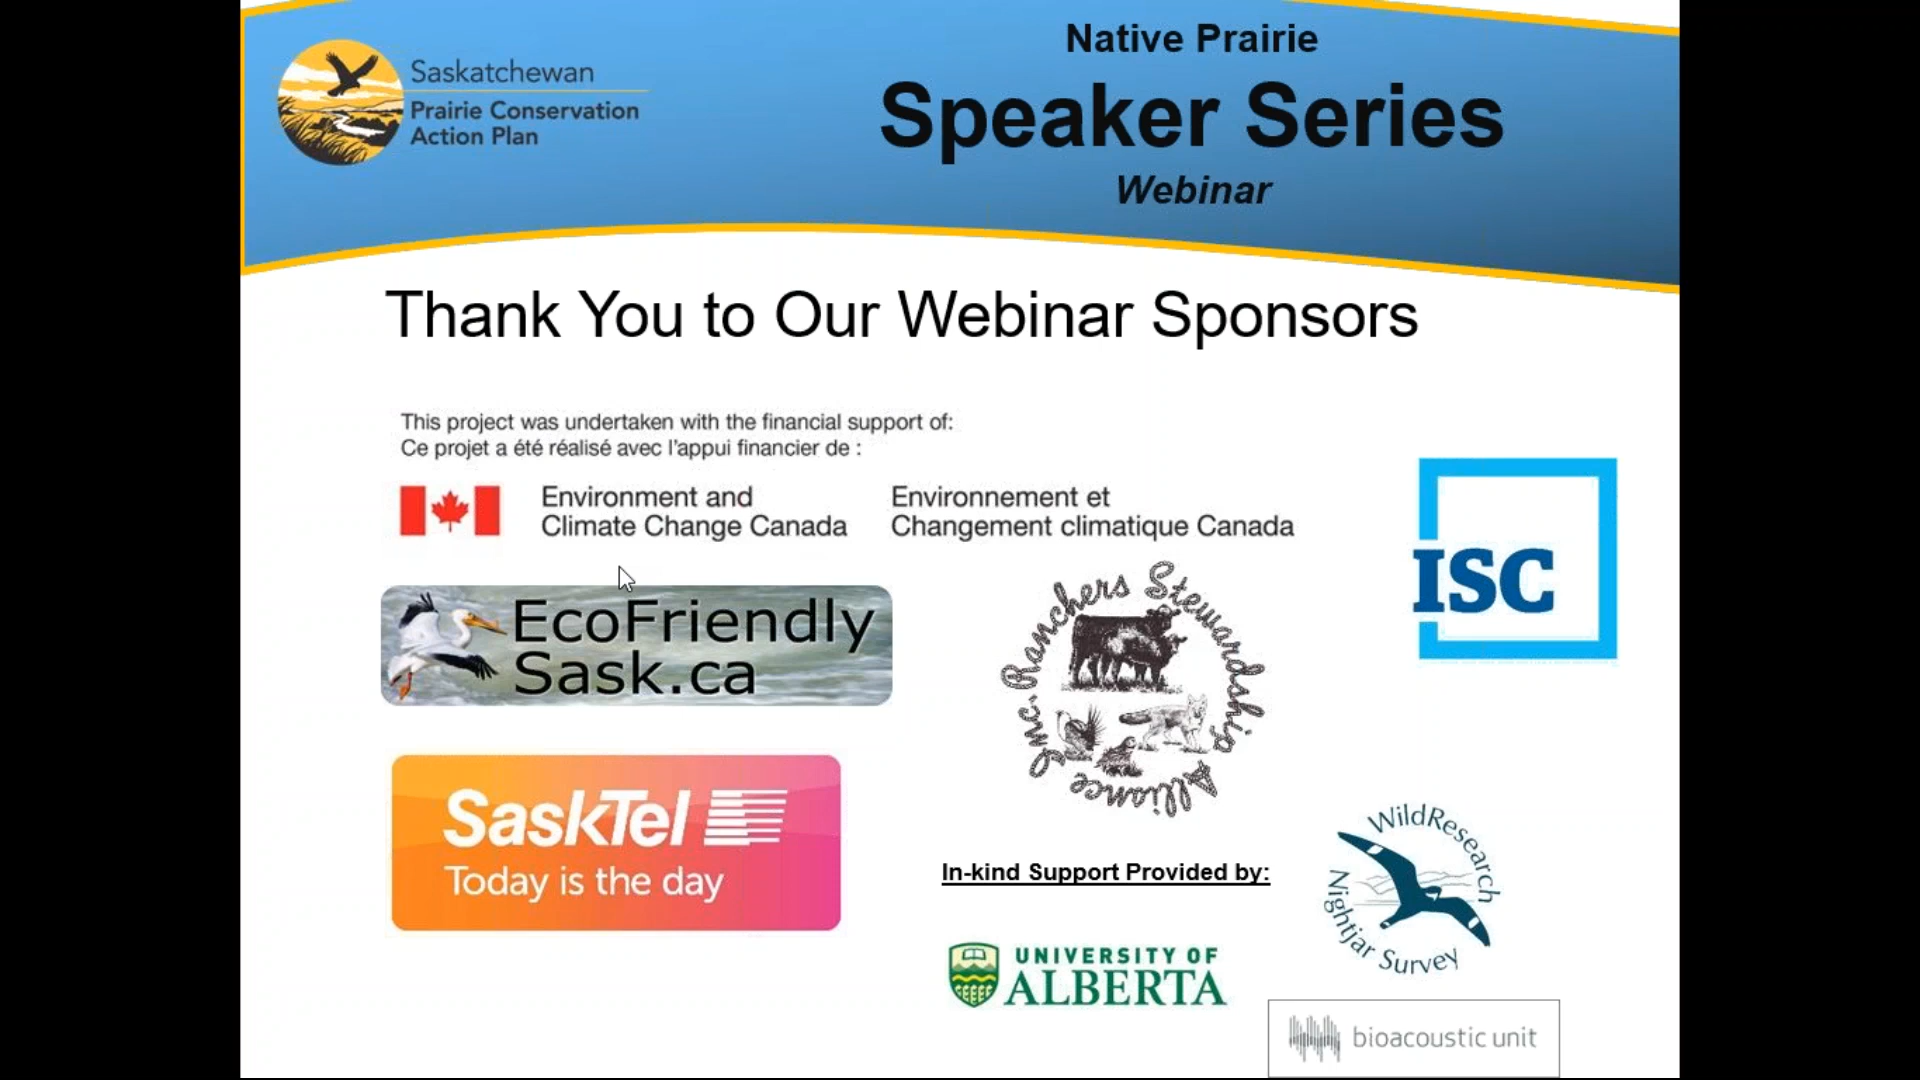 Saskatchewan
Prairie Conservation
Action Plan
Native Prairie
Speaker Series
Webinar
Thank You to Our Webinar Sponsors
This project was undertaken with the financial support of:
Ce projet a été réalisé avec l'appui financier de :
Environment and
Climate Change Canada
Environnement et
Changement climatique Canada
ISC
EcoFriendly
Sask.ca
Ranchers Stewardship Alliance Inc.
SaskTel
Today is the day
In-kind Support Provided by:
WildResearch
Nightjar Survey
UNIVERSITY OF
ALBERTA
bioacoustic unit